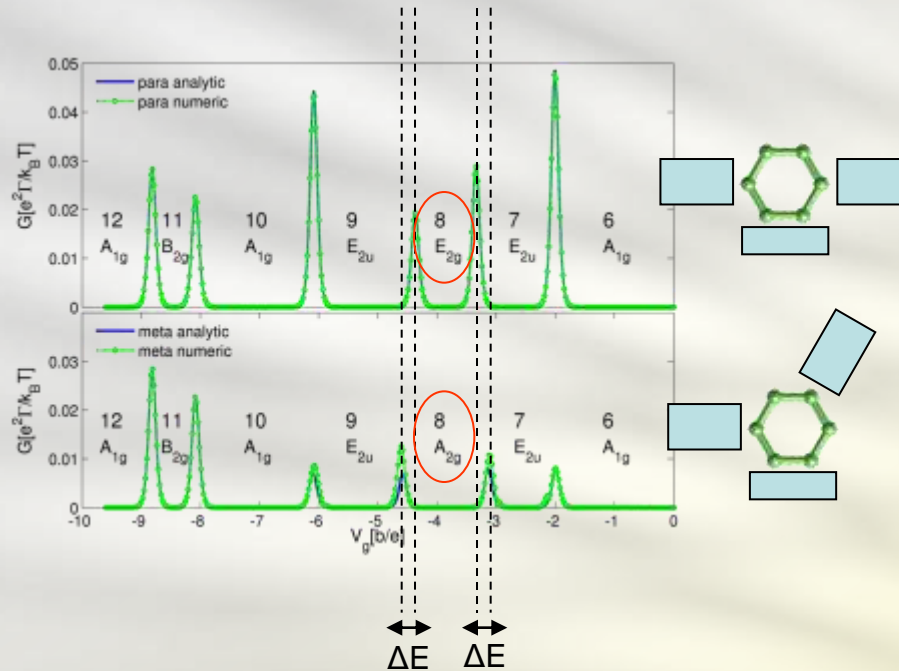 0.05
0.04
0.03
0.02
0.01
0
G[e²Γ/k_BT]
para analytic
para numeric
12 11 10 9 8 7 6
A₁g B₂g A₁g E₂u E₂g E₂u A₁g
0.03
0.02
0.01
0
G[e²Γ/k_BT]
meta analytic
meta numeric
12 11 10 9 8 7 6
A₁g B₂g A₁g E₂u A₂g E₂u A₁g
-10 -9 -8 -7 -6 -5 -4 -3 -2 -1 0
V_g[b/e]
ΔE ΔE